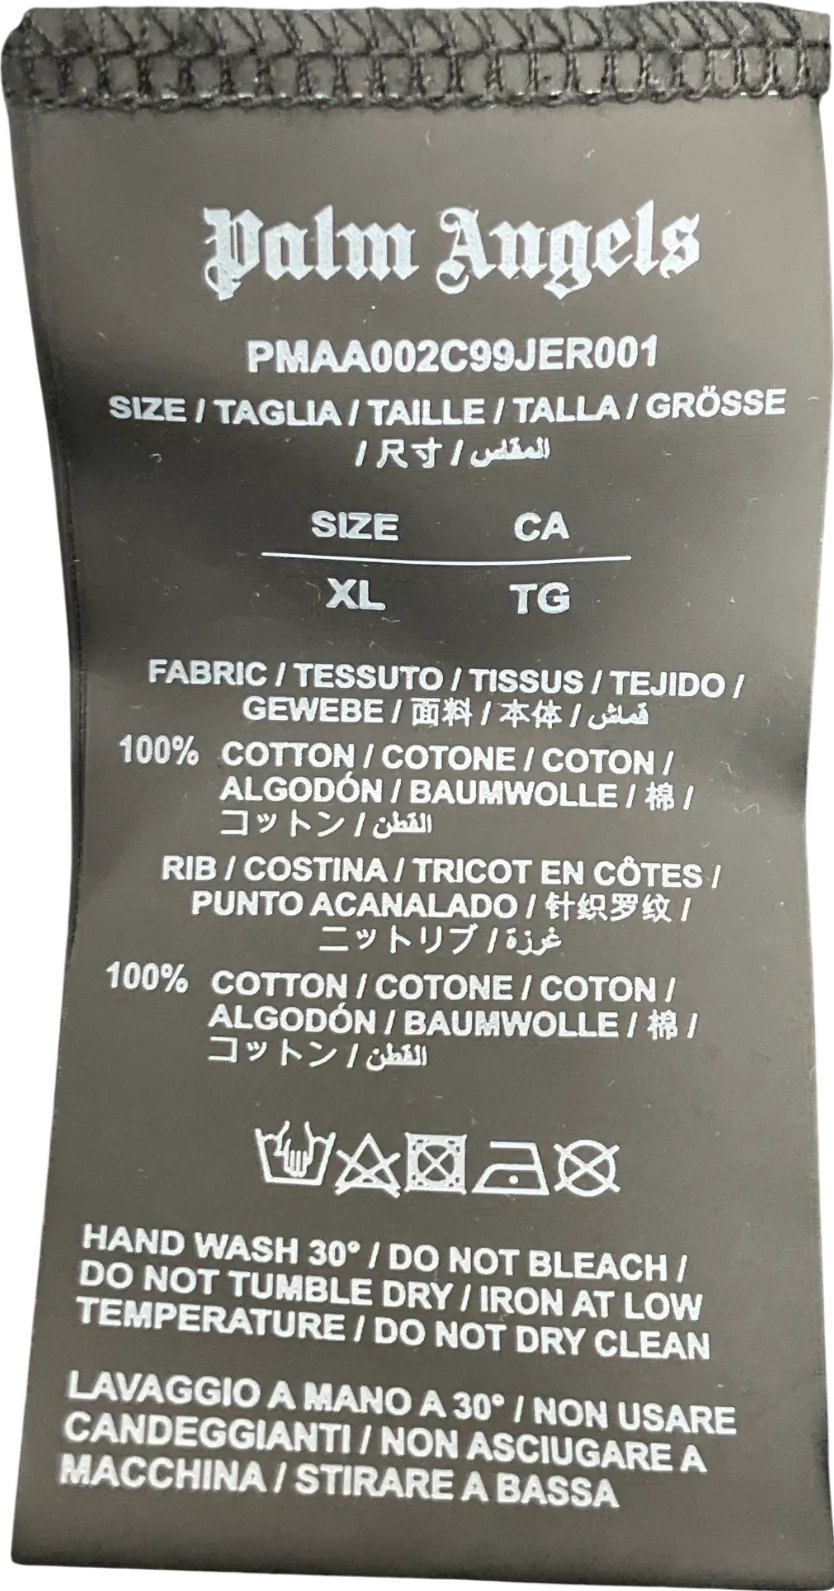 Palm Angels
PMAA002C99JER001
SIZE / TAGLIA / TAILLE / TALLA / GRÖSSE
/ 尺寸 / المقاس
SIZE CA
XL TG
FABRIC / TESSUTO / TISSUS / TEJIDO /
GEWEBE / 面料 / 本体 / قماش
100% COTTON / COTONE / COTON /
ALGODÓN / BAUMWOLLE / 棉 /
コットン / القطن
RIB / COSTINA / TRICOT EN CÔTES /
PUNTO ACANALADO / 针织罗纹 /
ニットリブ / غرزة
100% COTTON / COTONE / COTON /
ALGODÓN / BAUMWOLLE / 棉 /
コットン / القطن
HAND WASH 30° / DO NOT BLEACH /
DO NOT TUMBLE DRY / IRON AT LOW
TEMPERATURE / DO NOT DRY CLEAN
LAVAGGIO A MANO A 30° / NON USARE
CANDEGGIANTI / NON ASCIUGARE A
MACCHINA / STIRARE A BASSA